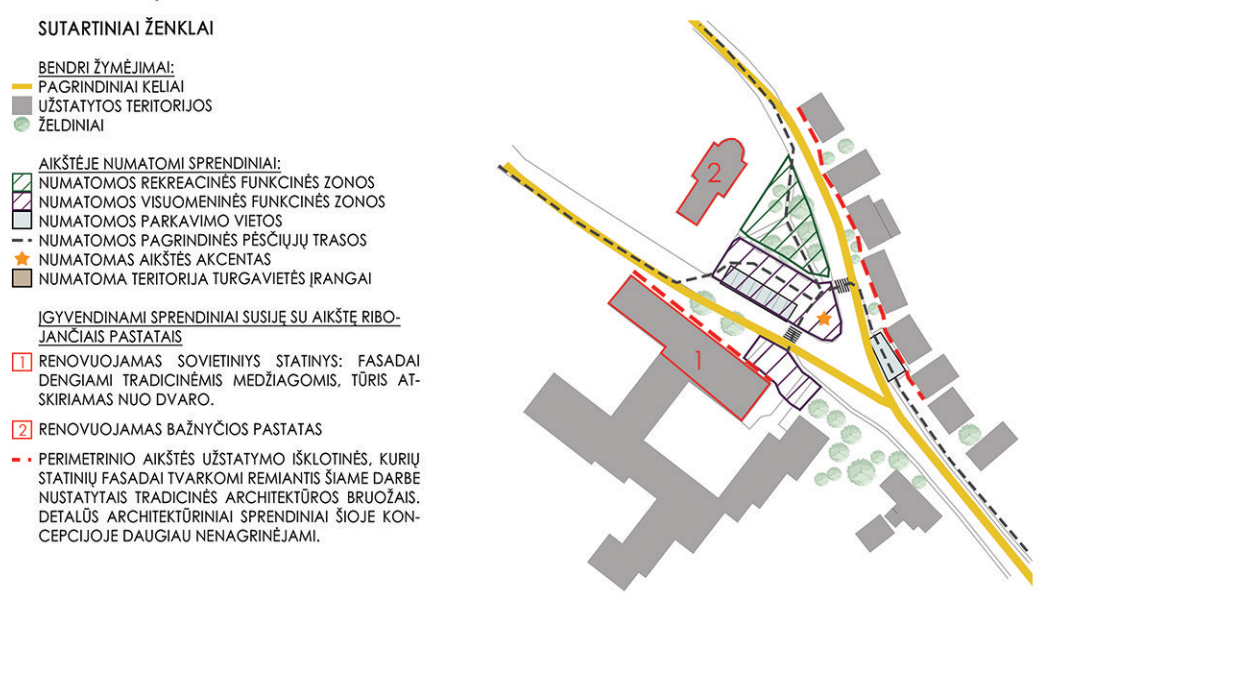 SUTARTINIAI ŽENKLAI
BENDRI ŽYMĖJIMAI:
PAGRINDINIAI KELIAI
UŽSTATYTOS TERITORIJOS
ŽELDINIAI
AIKŠTĖJE NUMATOMI SPRENDINIAI:
NUMATOMOS REKREACINĖS FUNKCINĖS ZONOS
NUMATOMOS VISUOMENINĖS FUNKCINĖS ZONOS
NUMATOMOS PARKAVIMO VIETOS
NUMATOMOS PAGRINDINĖS PĖSČIŲJŲ TRASOS
NUMATOMAS AIKŠTĖS AKCENTAS
NUMATOMA TERITORIJA TURGAVIETĖS ĮRANGAI
ĮGYVENDINAMI SPRENDINIAI SUSIJĘ SU AIKŠTĘ RIBO-
JANČIAIS PASTATAIS
1 RENOVUOJAMAS SOVIETINYS STATINYS: FASADAI
DENGIAMI TRADICINĖMIS MEDŽIAGOMIS, TŪRIS AT-
SKIRIAMAS NUO DVARO.
2 RENOVUOJAMAS BAŽNYČIOS PASTATAS
PERIMETRINIO AIKŠTĖS UŽSTATYMO IŠKLOTINĖS, KURIŲ
STATINIŲ FASADAI TVARKOMI REMIANTIS ŠIAME DARBE
NUSTATYTAIS TRADICINĖS ARCHITEKTŪROS BRUOŽAIS.
DETALŪS ARCHITEKTŪRINIAI SPRENDINIAI ŠIOJE KON-
CEPCIJOJE DAUGIAU NENAGRINĖJAMI.
2
1